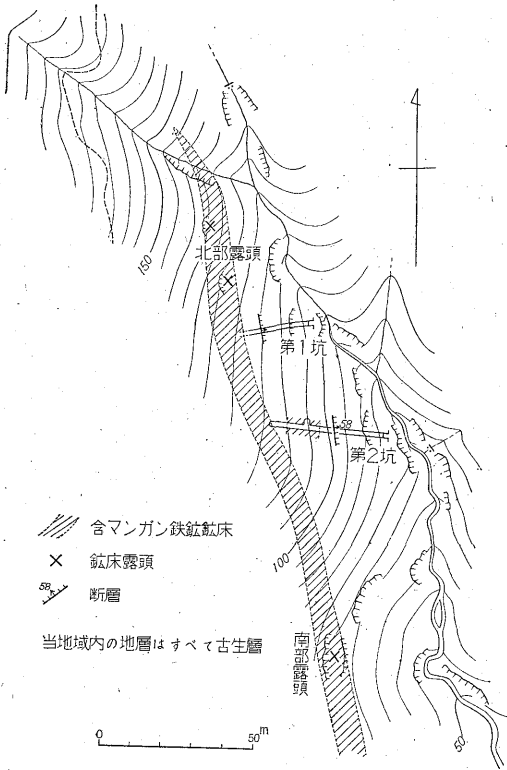 150
北部露頭
第1坑
58
第2坑
100
含マンガン鉄鉱鉱床
鉱床露頭
58
断層
当地域内の地層はすべて古生層
南部露頭
0 50m
50